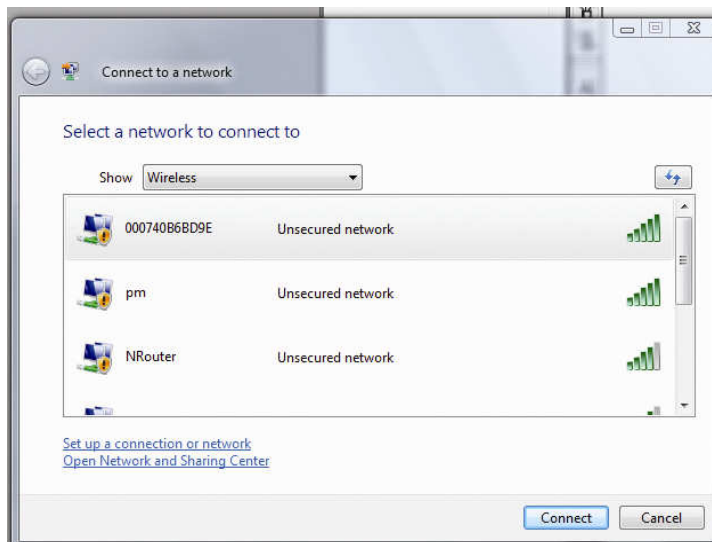 Connect to a network
Select a network to connect to
Show Wireless
000740B6BD9E Unsecured network
pm Unsecured network
NRouter Unsecured network
Set up a connection or network
Open Network and Sharing Center
Connect Cancel